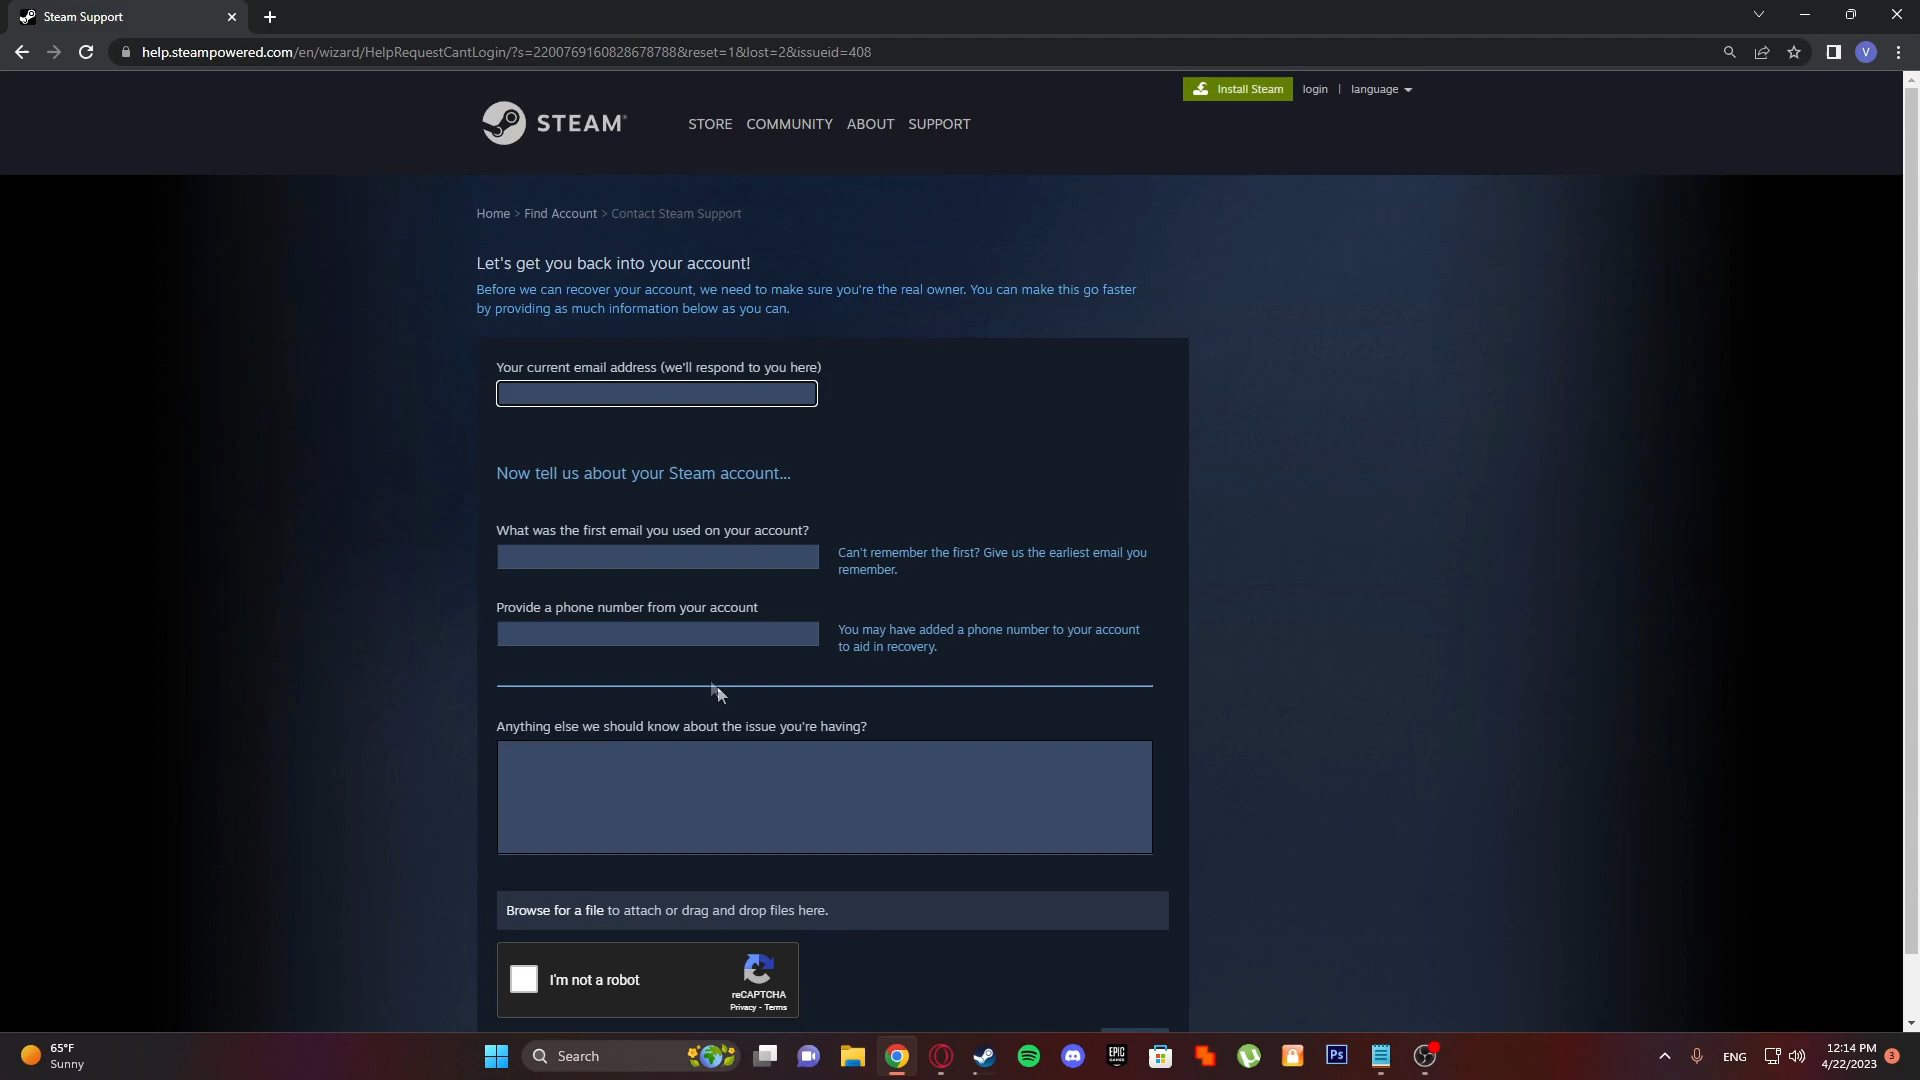 Steam Support
help.steampowered.com/en/wizard/HelpRequestCantLogin/?s=22007691608286787888&reset=1&lost=2&issueid=408
V
Install Steam
login | language
STEAM
STORE COMMUNITY ABOUT SUPPORT
Home > Find Account > Contact Steam Support
Let's get you back into your account!
Before we can recover your account, we need to make sure you're the real owner. You can make this go faster
by providing as much information below as you can.
Your current email address (we'll respond to you here)
Now tell us about your Steam account...
What was the first email you used on your account?
Can't remember the first? Give us the earliest email you
remember.
Provide a phone number from your account
You may have added a phone number to your account
to aid in recovery.
Anything else we should know about the issue you're having?
Browse for a file to attach or drag and drop files here.
I'm not a robot
reCAPTCHA
Privacy - Terms
65°F
Sunny
Search
EPIC
GAMES
Ps
ENG
12:14 PM
4/22/2023
3